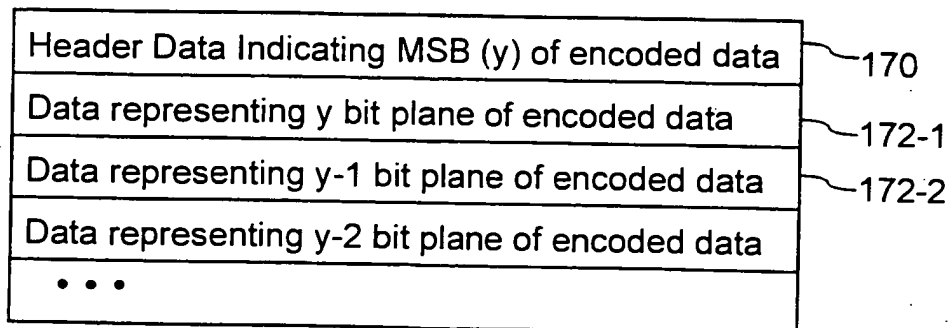 Header Data Indicating MSB (y) of encoded data 170
Data representing y bit plane of encoded data 172-1
Data representing y-1 bit plane of encoded data 172-2
Data representing y-2 bit plane of encoded data
• • •